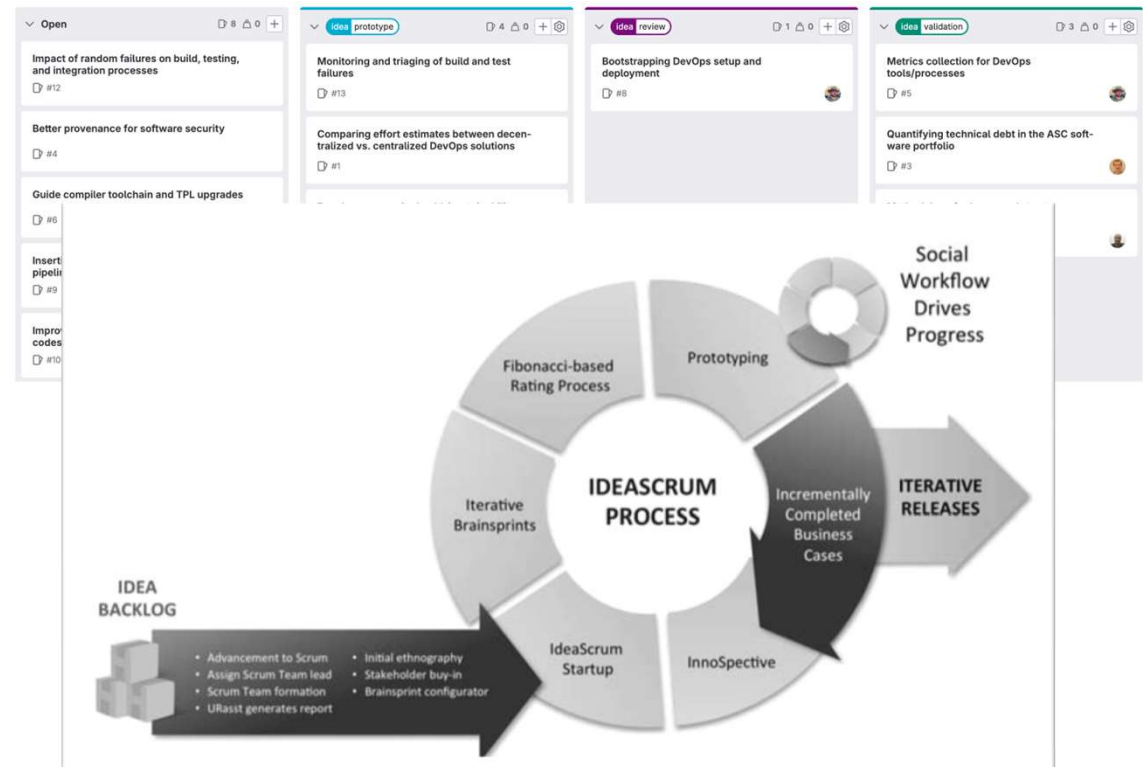 Open
8 0
Impact of random failures on build, testing,
and integration processes
#12
Better provenance for software security
#4
Guide compiler toolchain and TPL upgrades
#6
#9
#10
idea prototype
4 0
Monitoring and triaging of build and test
failures
#13
Comparing effort estimates between decen-
tralized vs. centralized DevOps solutions
#1
idea review
1 0
Bootstrapping DevOps setup and
deployment
#8
idea validation
3 0
Metrics collection for DevOps
tools/processes
#5
Quantifying technical debt in the ASC soft-
ware portfolio
#3
Social
Workflow
Drives
Progress
Fibonacci-based
Rating Process
Prototyping
Iterative
Brainsprints
IDEASCRUM
PROCESS
Incrementally
Completed
Business
Cases
ITERATIVE
RELEASES
IDEA
BACKLOG
• Advancement to Scrum
• Assign Scrum Team lead
• Scrum Team formation
• URasst generates report
• Initial ethnography
• Stakeholder buy-in
• Brainsprint configurator
IdeaScrum
Startup
InnoSpective